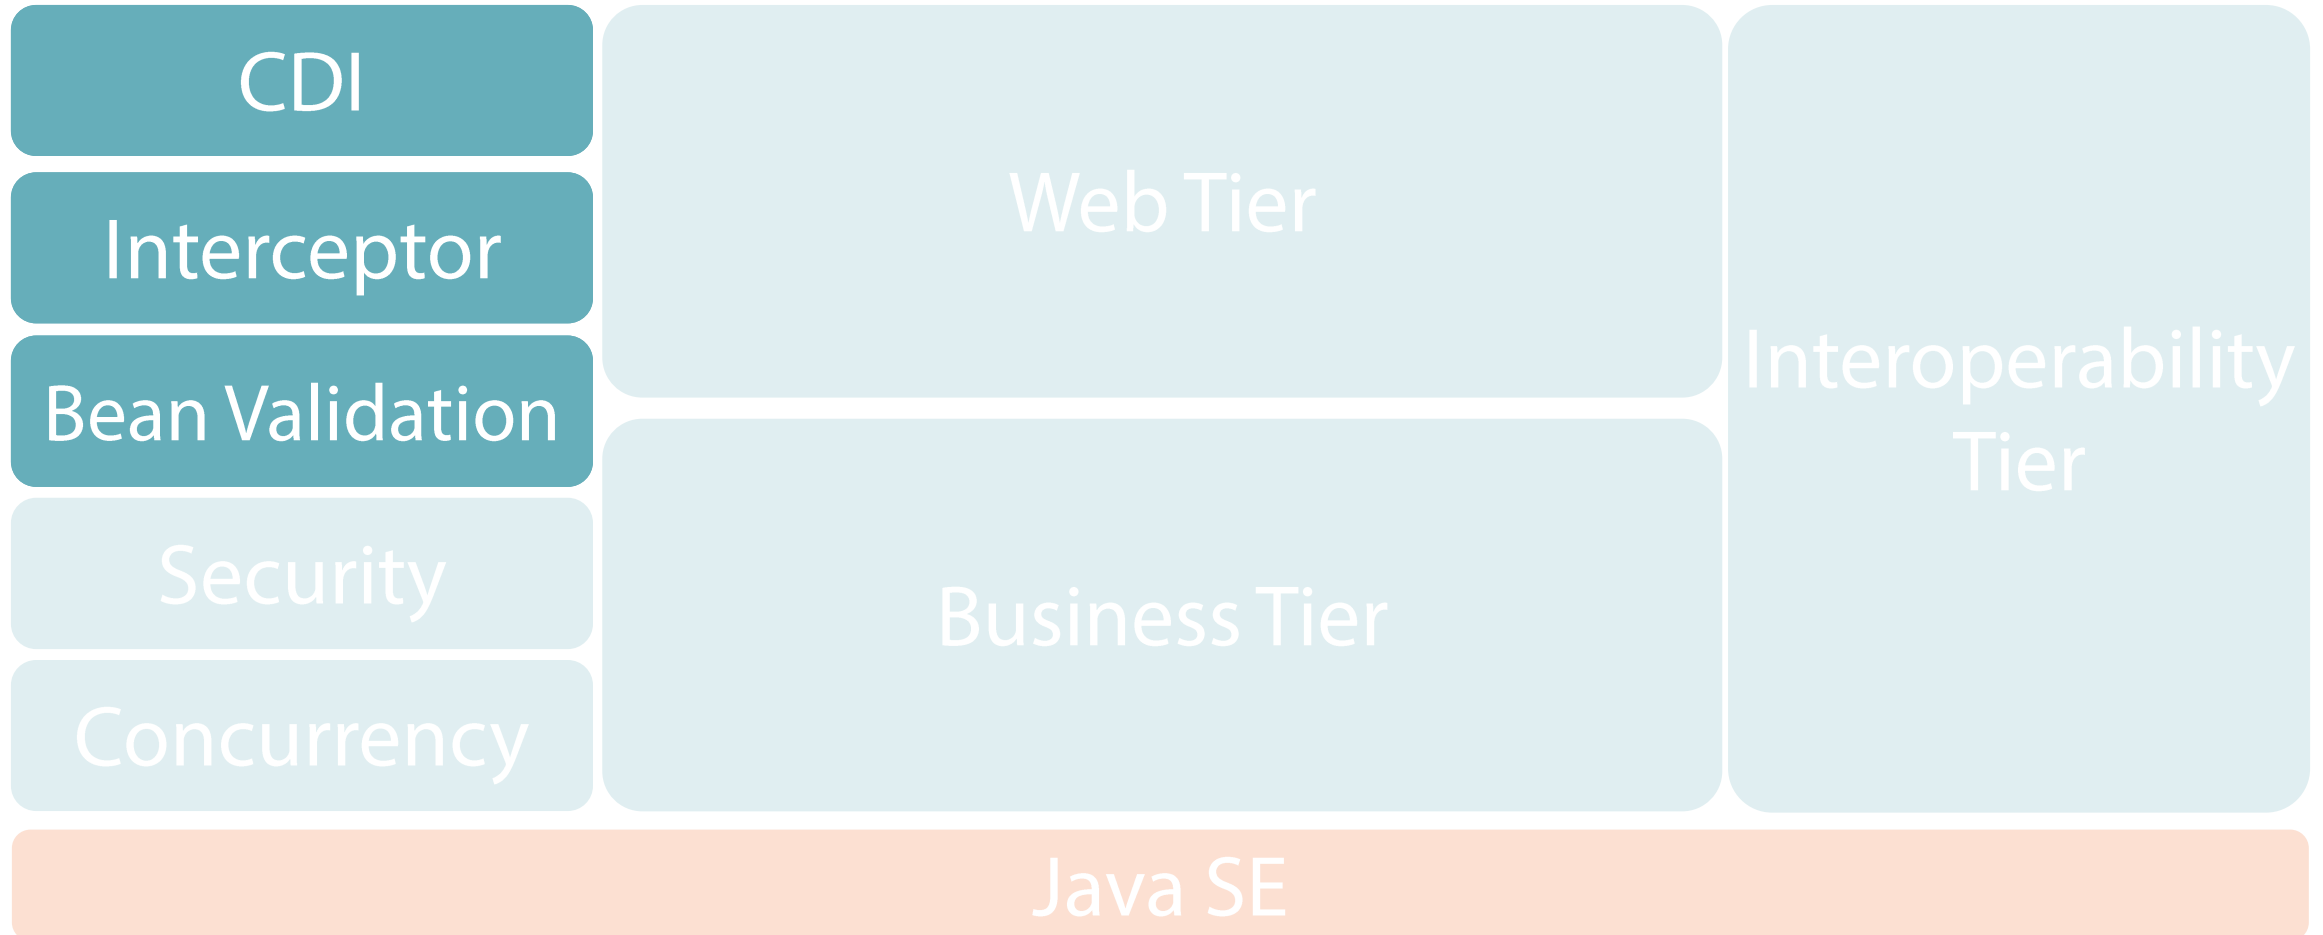 CDI
Interceptor
Bean Validation
Security
Concurrency
Web Tier
Business Tier
Interoperability
Tier
Java SE